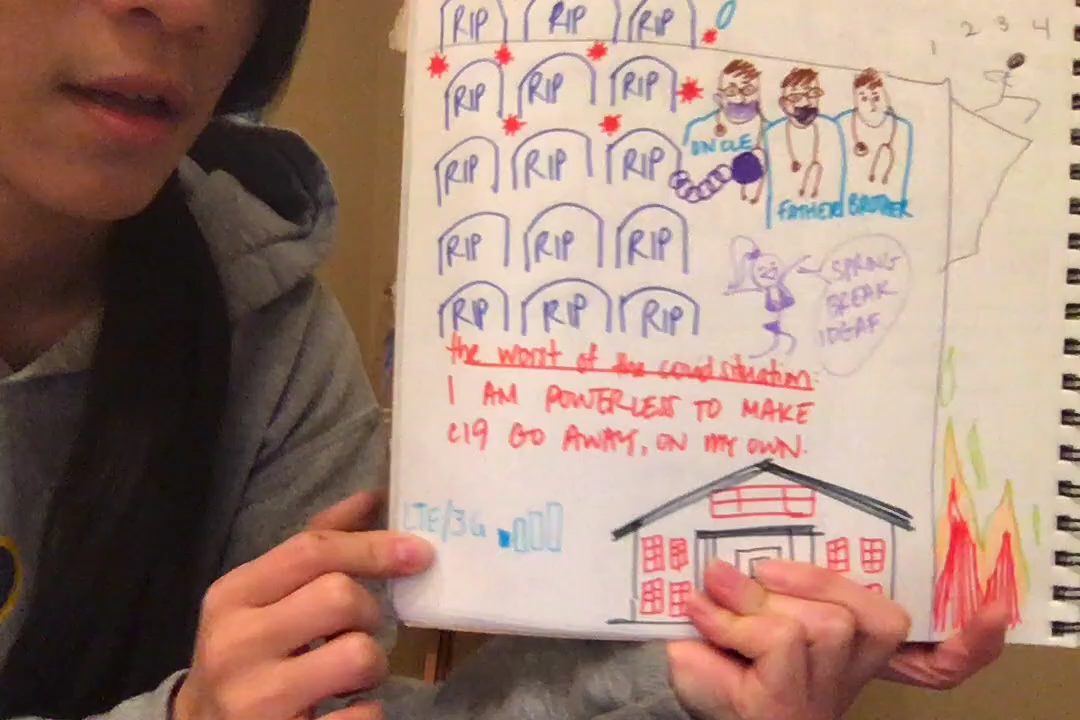 1 2 3 4
RIP RIP RIP
RIP RIP RIP
UNCLE
RIP RIP RIP
FATHER BROTHER
RIP RIP RIP
SPRING
BREAK
IDEAF
RIP RIP RIP
the worst of the covid situation:
I AM POWERLESS TO MAKE
C19 GO AWAY, ON MY OWN.
LTE/3G